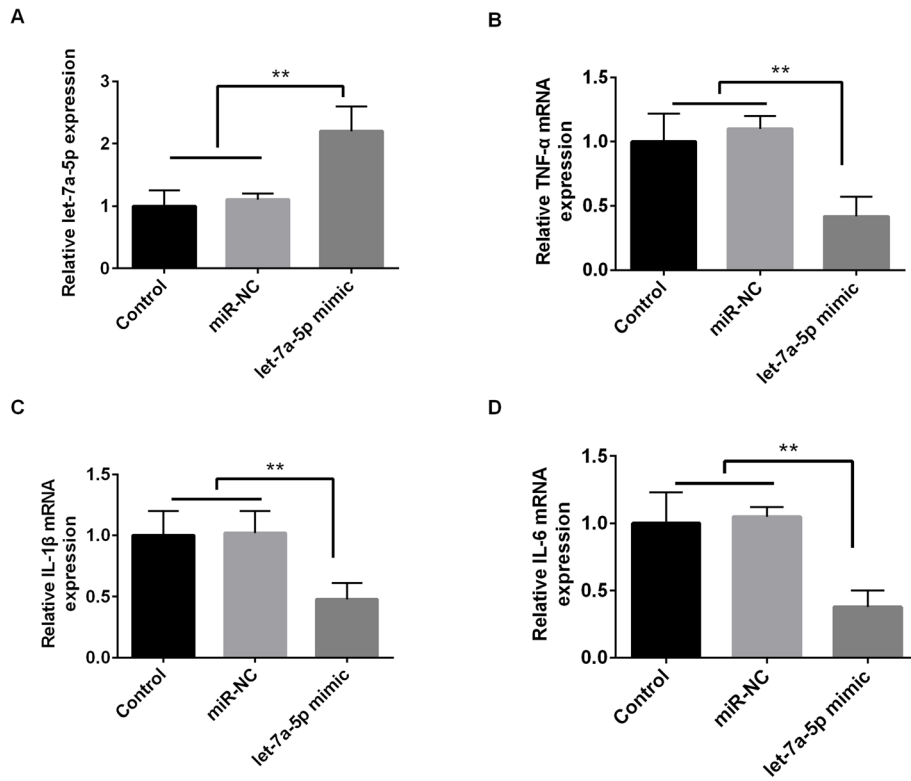 A
Relative let-7a-5p expression
3
2
1
0
**
Control
miR-NC
let-7a-5p mimic
B
Relative TNF-α mRNA
expression
1.5
1.0
0.5
0.0
**
Control
miR-NC
let-7a-5p mimic
C
Relative IL-1β mRNA
expression
1.5
1.0
0.5
0.0
**
Control
miR-NC
let-7a-5p mimic
D
Relative IL-6 mRNA
expression
1.5
1.0
0.5
0.0
**
Control
miR-NC
let-7a-5p mimic